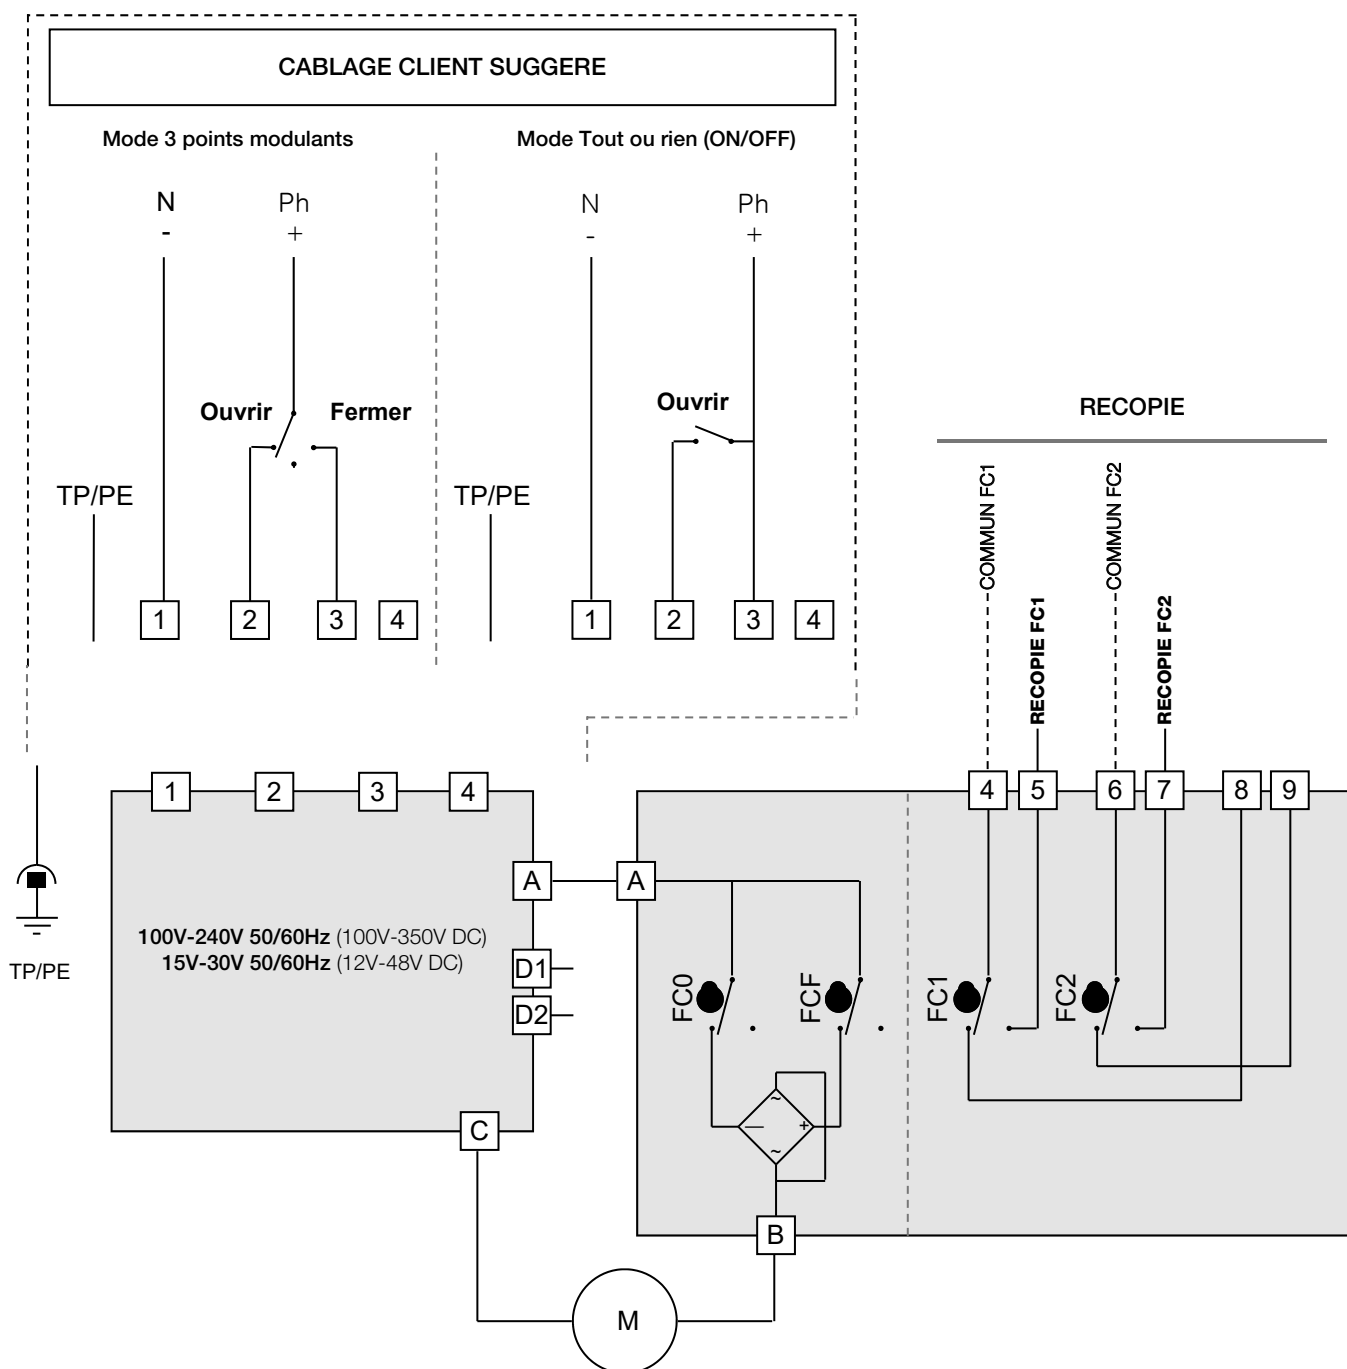 CABLAGE CLIENT SUGGERE
Mode 3 points modulants
N
-
Ph
+
Ouvrir
Fermer
TP/PE
1
2
3
4
Mode Tout ou rien (ON/OFF)
N
-
Ph
+
Ouvrir
TP/PE
1
2
3
4
RECOPIE
COMMUN FC1
RECOPIE FC1
COMMUN FC2
RECOPIE FC2
TP/PE
1
2
3
4
100V-240V 50/60Hz (100V-350V DC)
15V-30V 50/60Hz (12V-48V DC)
A
D1
D2
C
A
4
5
6
7
8
9
FC0
FCF
FC1
FC2
~
—
+
~
B
M